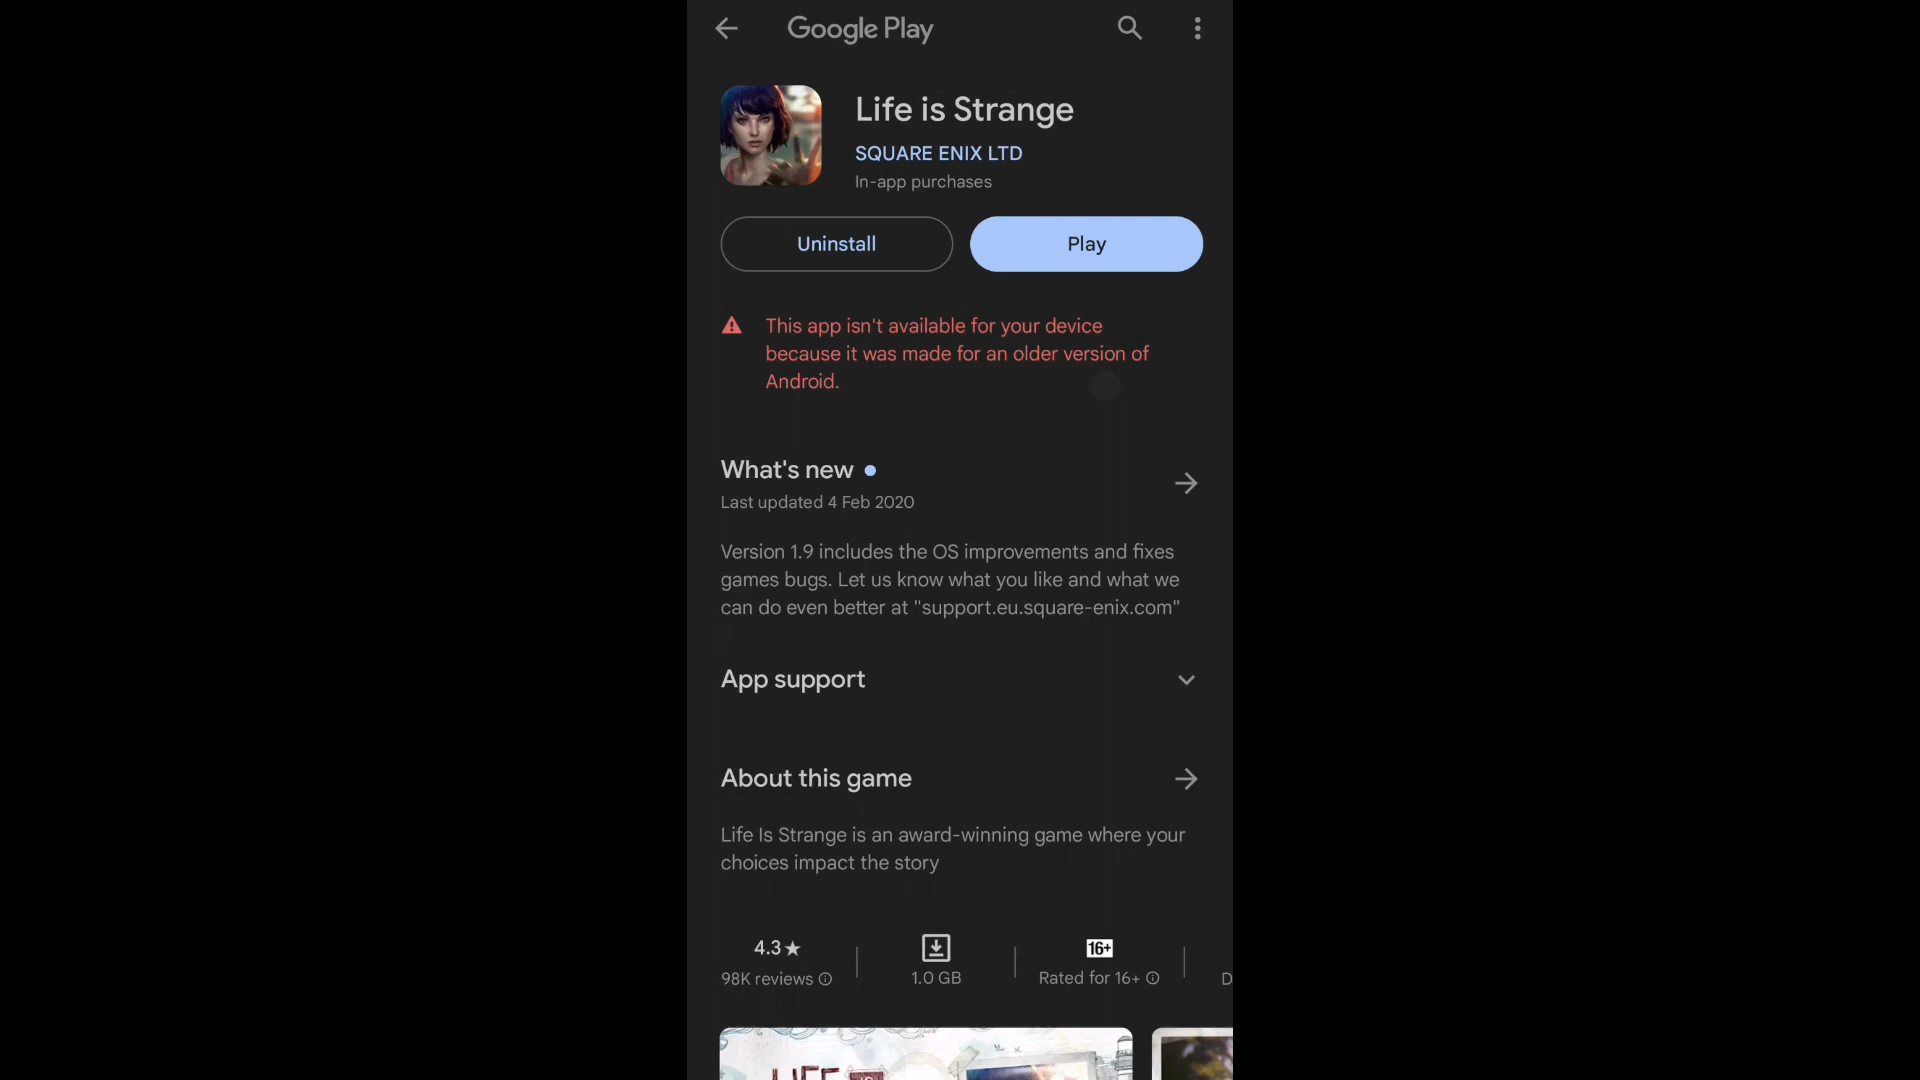 Google Play
Life is Strange
SQUARE ENIX LTD
In-app purchases
Uninstall
Play
This app isn't available for your device
because it was made for an older version of
Android.
What's new
Last updated 4 Feb 2020
Version 1.9 includes the OS improvements and fixes
games bugs. Let us know what you like and what we
can do even better at "support.eu.square-enix.com"
App support
About this game
Life Is Strange is an award-winning game where your
choices impact the story
4.3★
98K reviews
1.0 GB
16+
Rated for 16+
D
LIFE IS